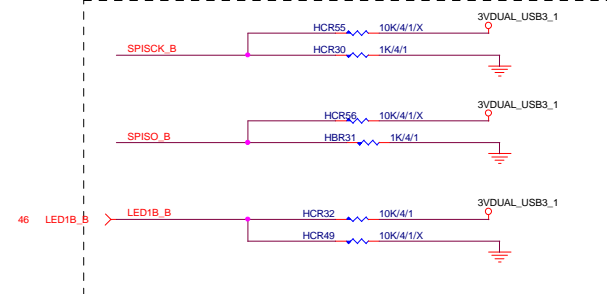 3VDUAL_USB3_1
HCR55 10K/4/1/X
SPISCK_B HCR30 1K/4/1
3VDUAL_USB3_1
HCR56 10K/4/1/X
SPISO_B HBR31 1K/4/1
3VDUAL_USB3_1
46 LED1B_B LED1B_B HCR32 10K/4/1
HCR49 10K/4/1/X